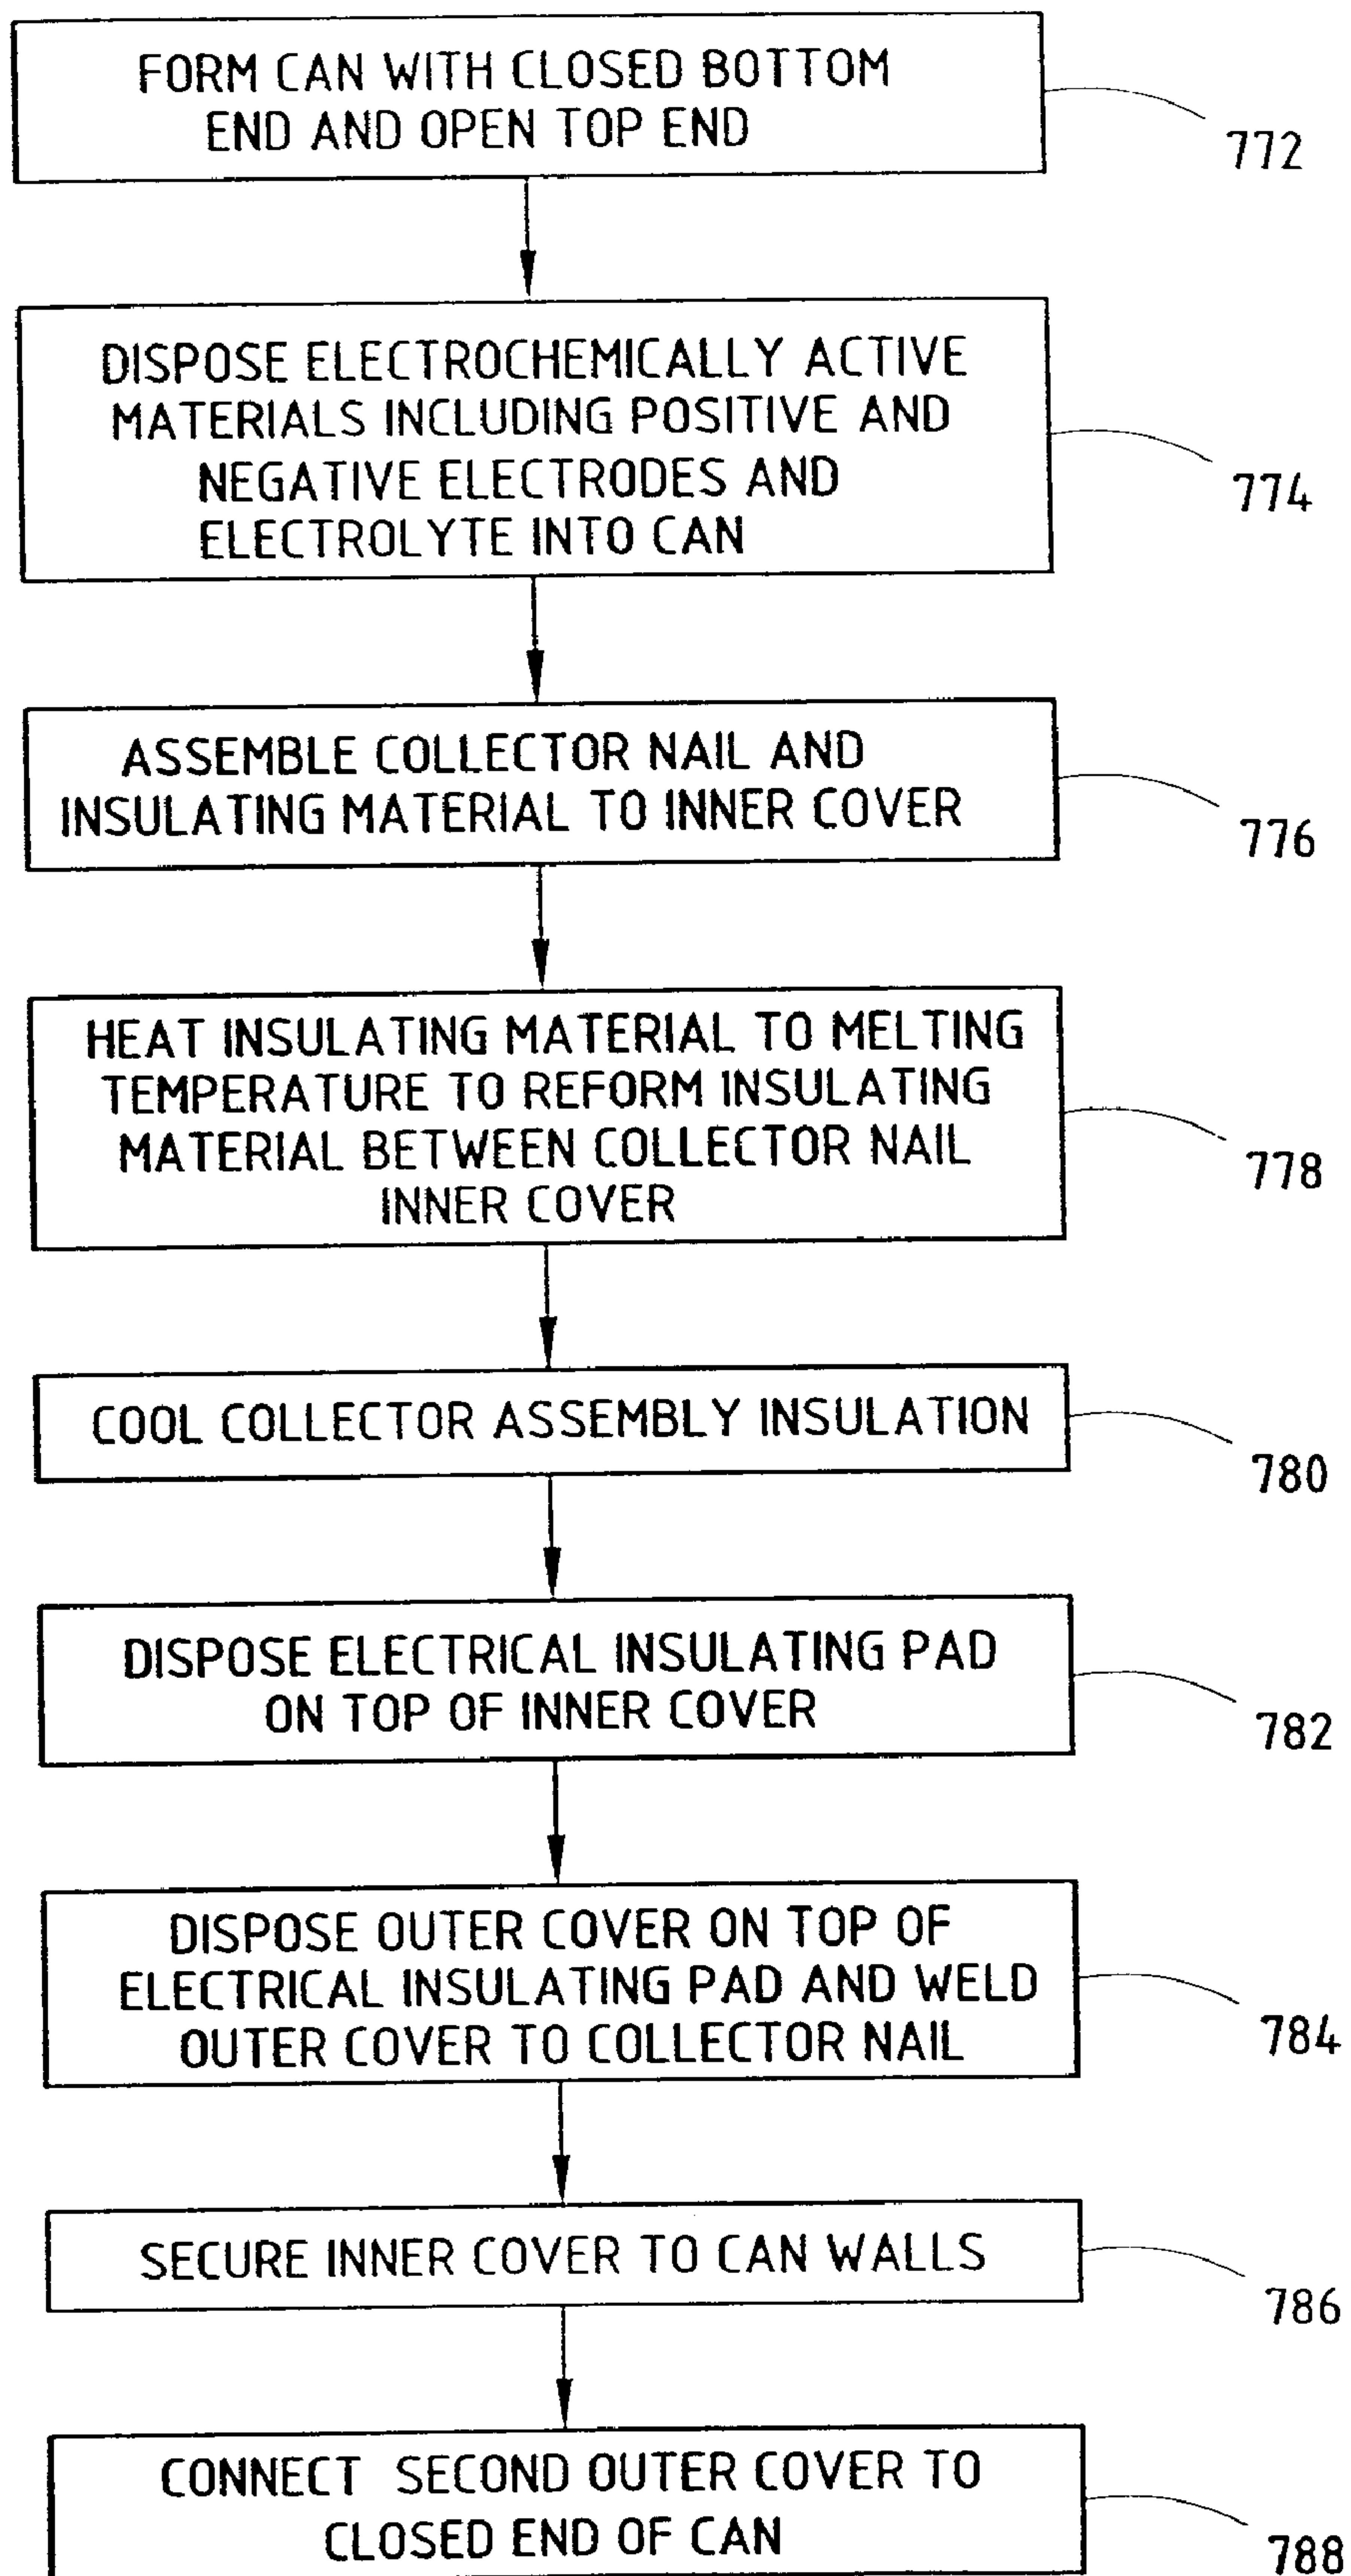 FORM CAN WITH CLOSED BOTTOM
END AND OPEN TOP END
772
DISPOSE ELECTROCHEMICALLY ACTIVE
MATERIALS INCLUDING POSITIVE AND
NEGATIVE ELECTRODES AND
ELECTROLYTE INTO CAN
774
ASSEMBLE COLLECTOR NAIL AND
INSULATING MATERIAL TO INNER COVER
776
HEAT INSULATING MATERIAL TO MELTING
TEMPERATURE TO REFORM INSULATING
MATERIAL BETWEEN COLLECTOR NAIL
INNER COVER
778
COOL COLLECTOR ASSEMBLY INSULATION
780
DISPOSE ELECTRICAL INSULATING PAD
ON TOP OF INNER COVER
782
DISPOSE OUTER COVER ON TOP OF
ELECTRICAL INSULATING PAD AND WELD
OUTER COVER TO COLLECTOR NAIL
784
SECURE INNER COVER TO CAN WALLS
786
CONNECT SECOND OUTER COVER TO
CLOSED END OF CAN
788